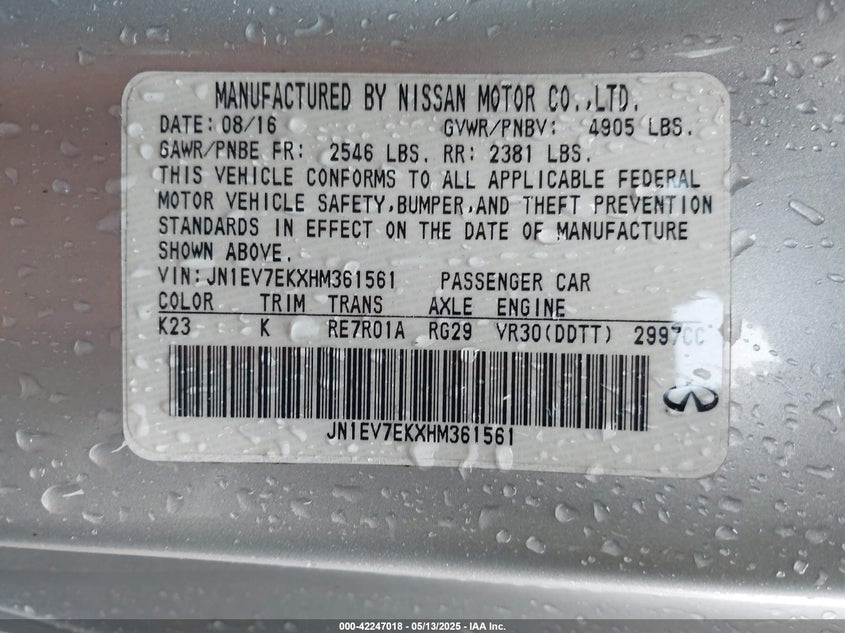 MANUFACTURED BY NISSAN MOTOR CO.,LTD.
DATE: 08/16 GVWR/PNBV: 4905 LBS.
GAWR/PNBE FR: 2546 LBS. RR: 2381 LBS.
THIS VEHICLE CONFORMS TO ALL APPLICABLE FEDERAL
MOTOR VEHICLE SAFETY,BUMPER,AND THEFT PREVENTION
STANDARDS IN EFFECT ON THE DATE OF MANUFACTURE
SHOWN ABOVE.
VIN:JN1EV7EKXHM361561 PASSENGER CAR
COLOR TRIM TRANS AXLE ENGINE
K23 K RE7R01A RG29 VR30(DDTT) 2997CC
JN1EV7EKXHM361561
000-42247018 - 05/13/2025 - IAA Inc.